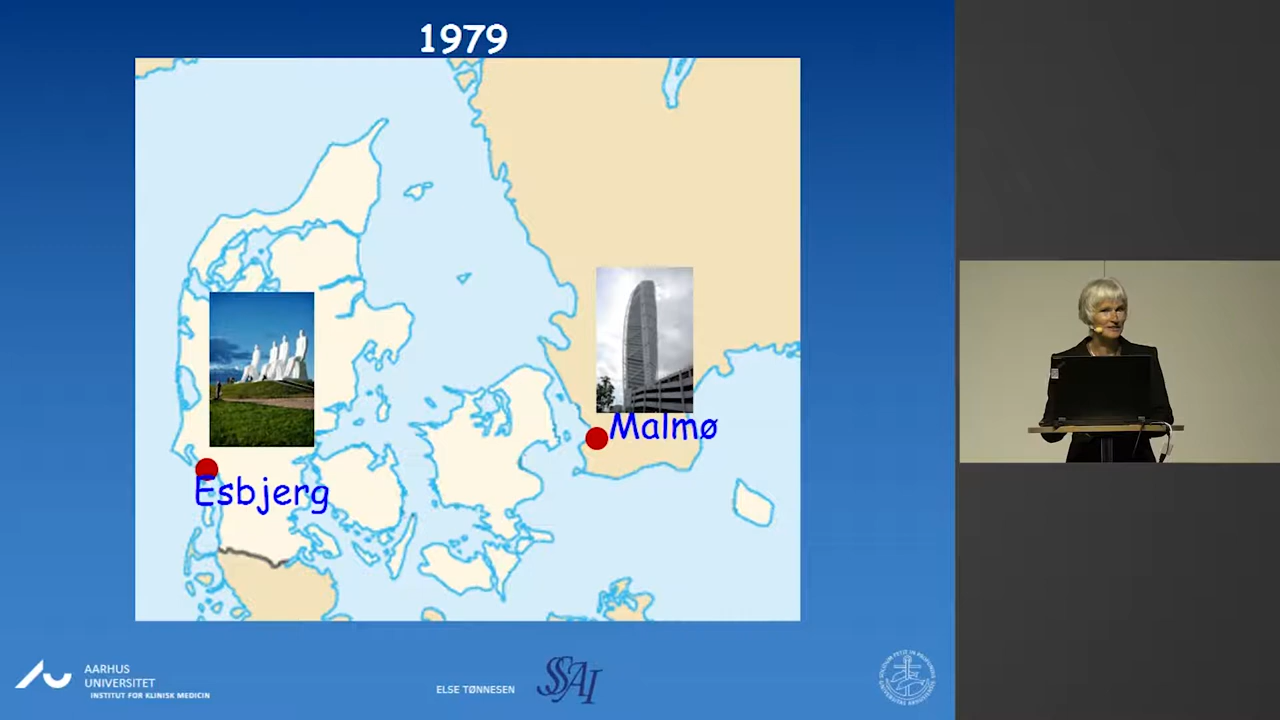 1979
Malmø
Esbjerg
AARHUS
UNIVERSITET
INSTITUT FOR KLINISK MEDICIN
ELSE TØNNESEN
SSAI